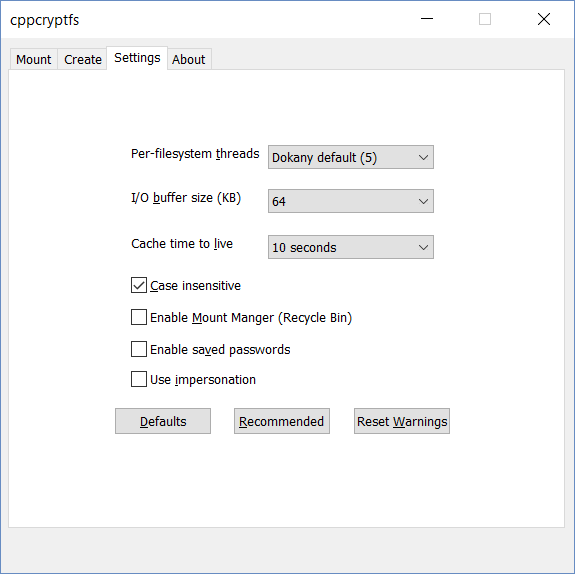 cppcryptfs
Mount Create Settings About
Per-filesystem threads Dokany default (5)
I/O buffer size (KB) 64
Cache time to live 10 seconds
Case insensitive
Enable Mount Manger (Recycle Bin)
Enable saved passwords
Use impersonation
Defaults Recommended Reset Warnings